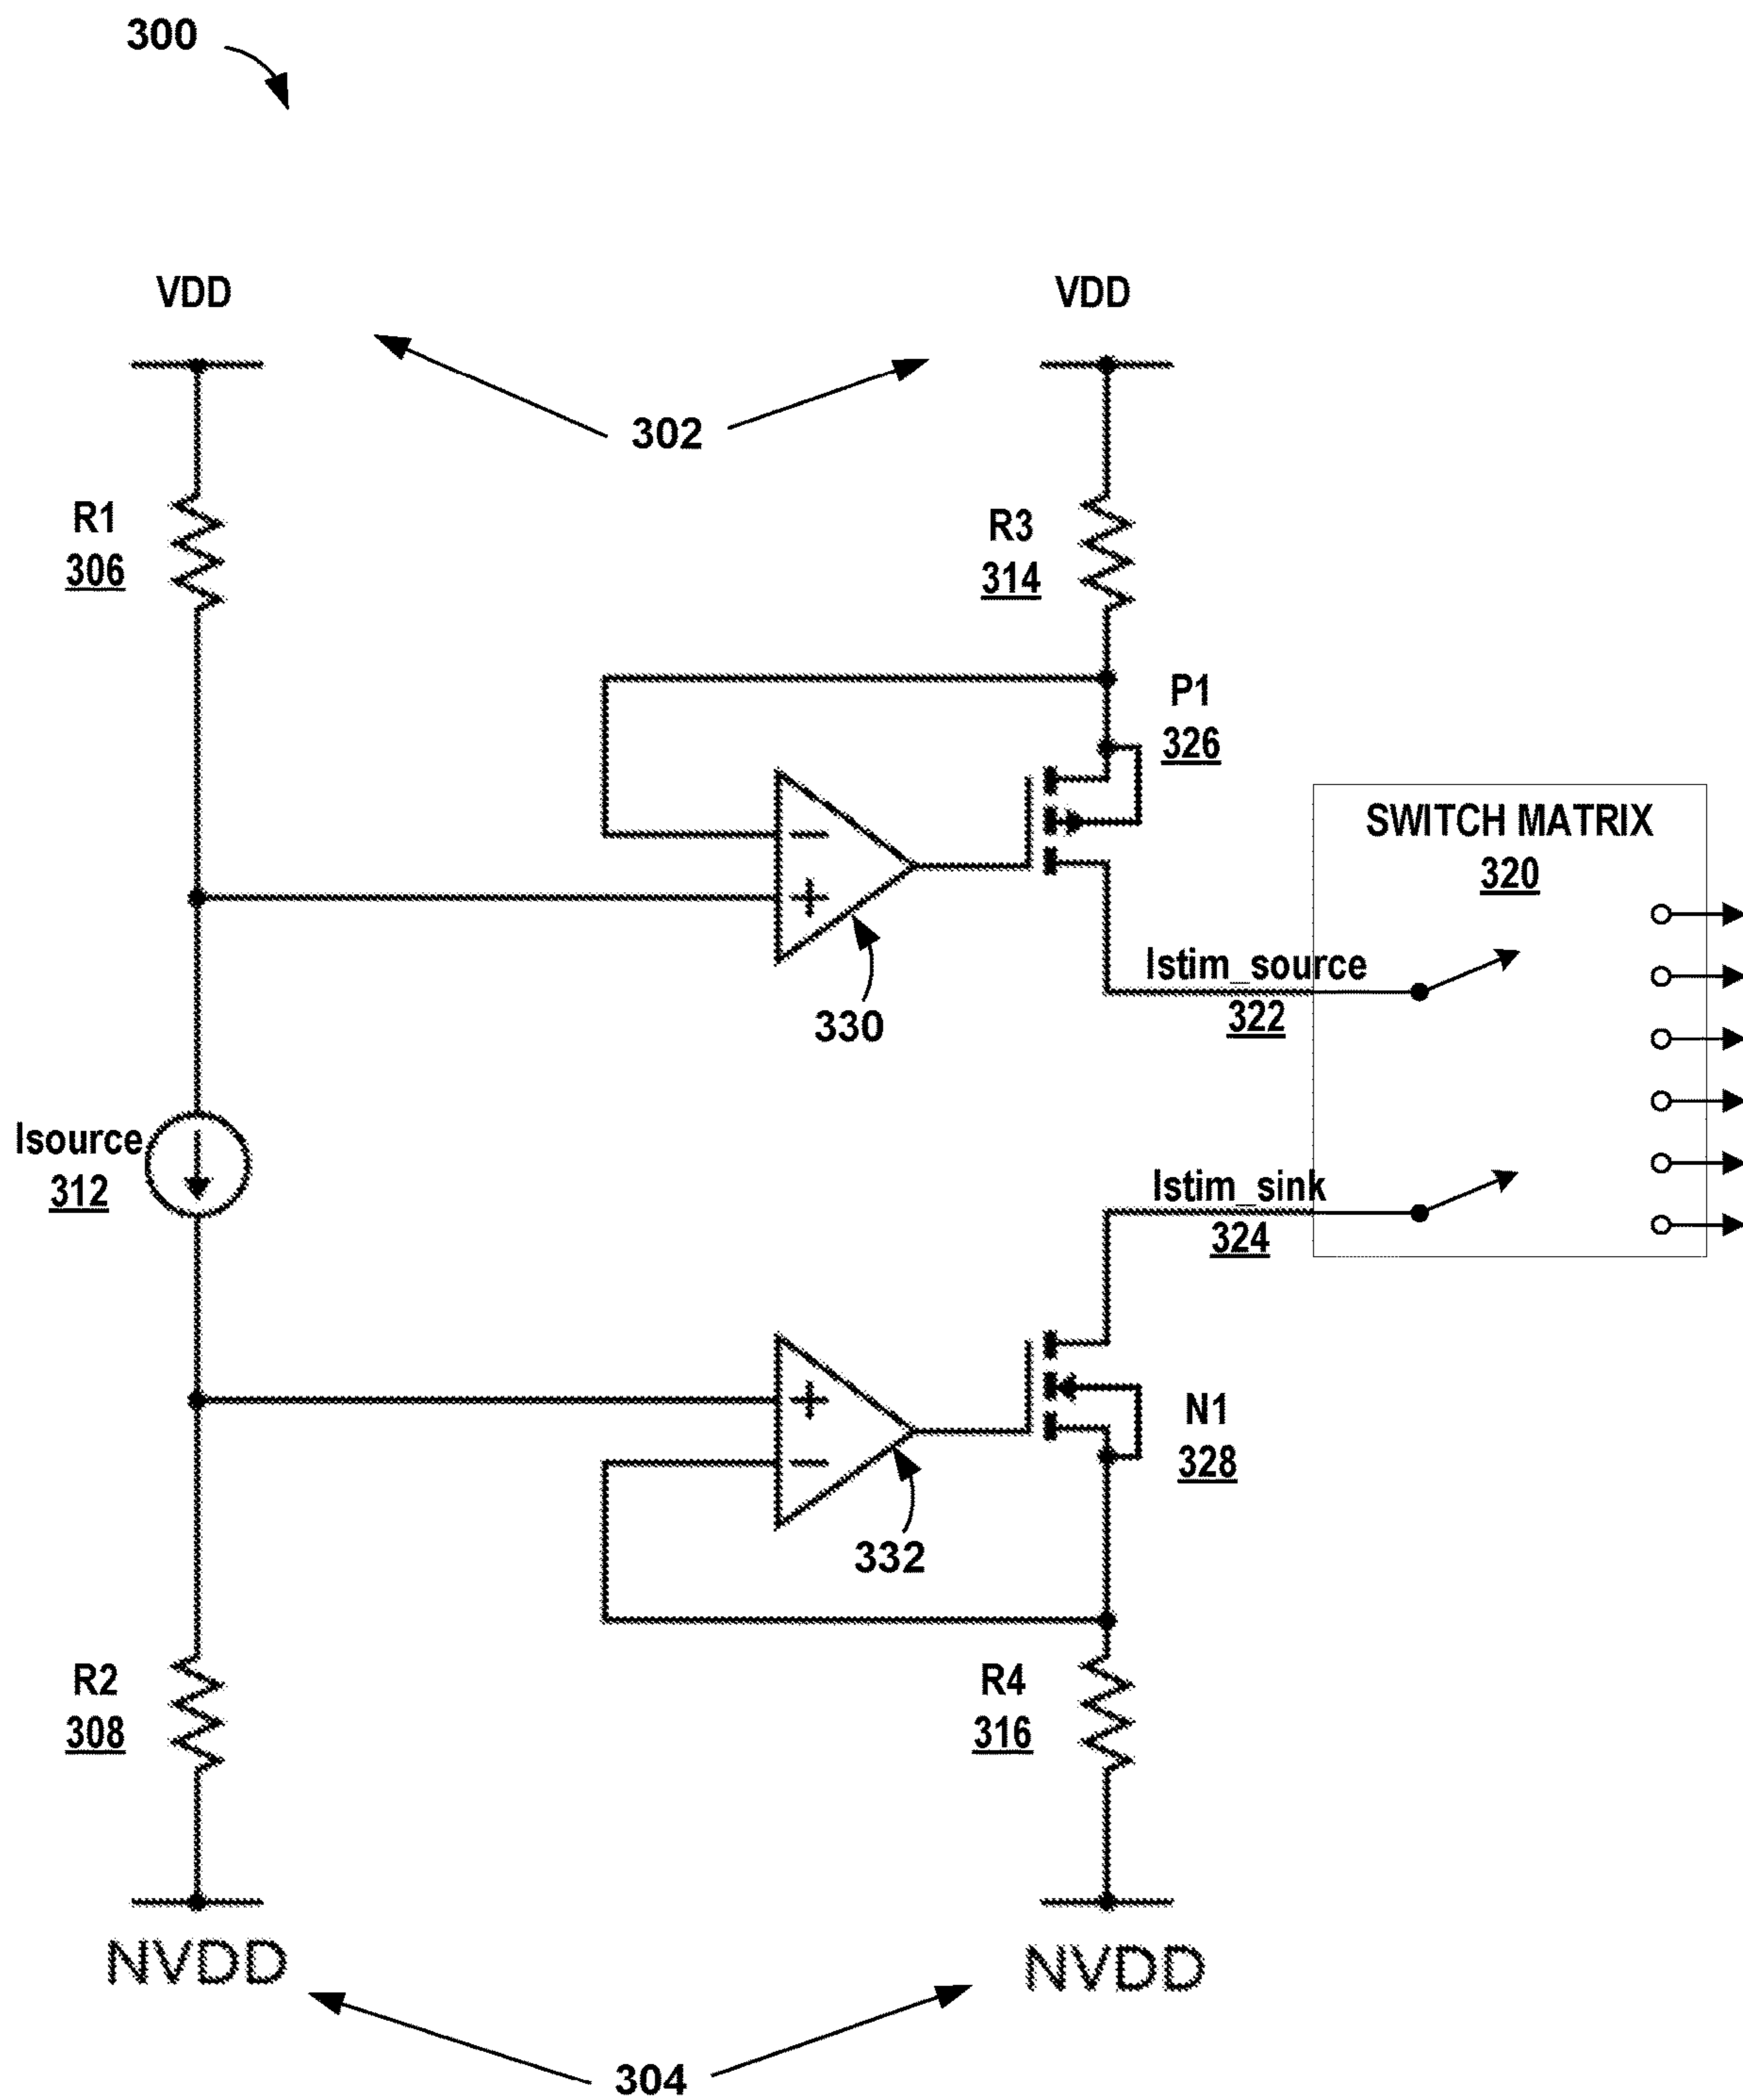 300
VDD
VDD
302
R1
306
R3
314
P1
326
SWITCH MATRIX
320
−
+
330
Istim_source
322
Isource
312
Istim_sink
324
+
−
332
N1
328
R2
308
R4
316
NVDD
NVDD
304